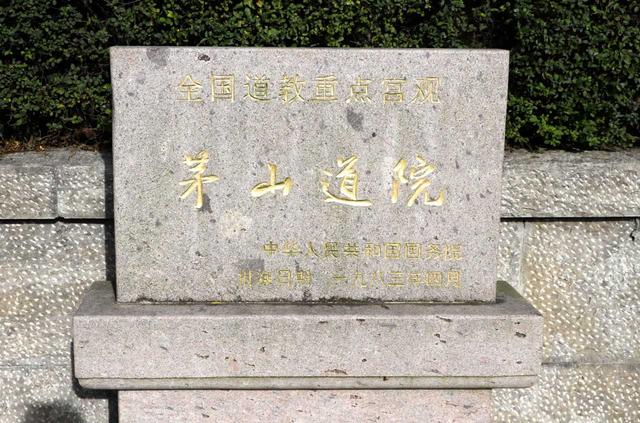 全国道教重点宫观
茅山道院
中华人民共和国国务院
批准日期 一九八三年四月